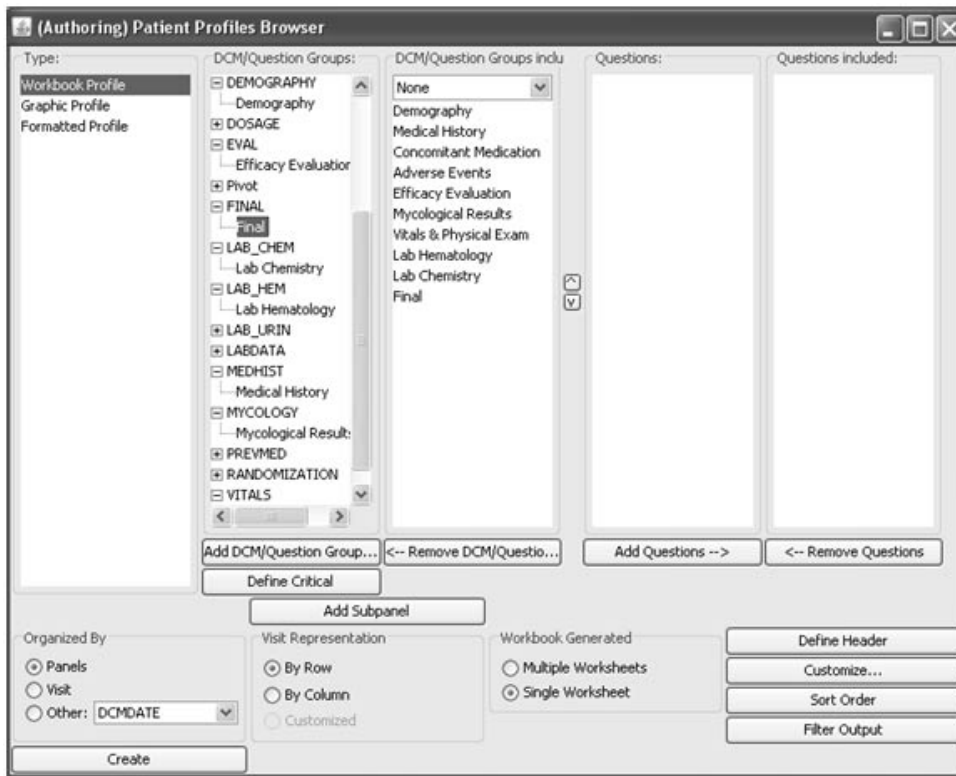 (Authoring) Patient Profiles Browser
Type:
Workbook Profile
Graphic Profile
Formatted Profile
DCM/Question Groups:
DEMOGRAPHY
Demography
DOSAGE
EVAL
Efficacy Evaluation
Pivot
FINAL
Final
LAB_CHEM
Lab Chemistry
LAB_HEM
Lab Hematology
LAB_URIN
LABDATA
MEDHIST
Medical History
MYCOLOGY
Mycological Results
PREVMED
RANDOMIZATION
VITALS
Add DCM/Question Group...
Define Critical
Add Subpanel
DCM/Question Groups inclu
None
Demography
Medical History
Concomitant Medication
Adverse Events
Efficacy Evaluation
Mycological Results
Vitals & Physical Exam
Lab Hematology
Lab Chemistry
Final
<-- Remove DCM/Questio...
Questions:
Add Questions -->
Questions included:
<-- Remove Questions
Organized By
Panels
Visit
Other: DCMDATE
Visit Representation
By Row
By Column
Customized
Workbook Generated
Multiple Worksheets
Single Worksheet
Define Header
Customize...
Sort Order
Filter Output
Create